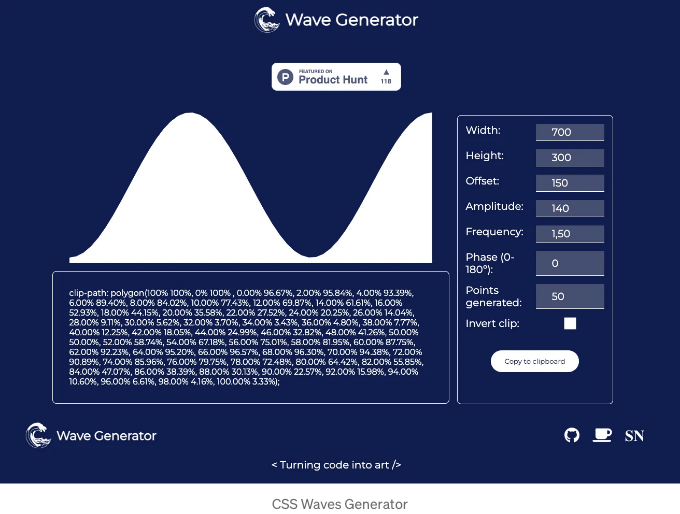 Wave Generator
FEATURED ON
Product Hunt
118
Width:
700
Height:
300
Offset:
150
Amplitude:
140
Frequency:
1,50
Phase (0-
180º):
0
Points
generated:
50
Invert clip:
Copy to clipboard
clip-path: polygon(100% 100%, 0% 100% , 0.00% 96.67%, 2.00% 95.84%, 4.00% 93.39%,
6.00% 89.40%, 8.00% 84.02%, 10.00% 77.43%, 12.00% 69.87%, 14.00% 61.61%, 16.00%
52.93%, 18.00% 44.15%, 20.00% 35.58%, 22.00% 27.52%, 24.00% 20.25%, 26.00% 14.04%,
28.00% 9.11%, 30.00% 5.62%, 32.00% 3.70%, 34.00% 3.43%, 36.00% 4.80%, 38.00% 7.77%,
40.00% 12.25%, 42.00% 18.05%, 44.00% 24.99%, 46.00% 32.82%, 48.00% 41.26%, 50.00%
50.00%, 52.00% 58.74%, 54.00% 67.18%, 56.00% 75.01%, 58.00% 81.95%, 60.00% 87.75%,
62.00% 92.23%, 64.00% 95.20%, 66.00% 96.57%, 68.00% 96.30%, 70.00% 94.38%, 72.00%
90.89%, 74.00% 85.96%, 76.00% 79.75%, 78.00% 72.48%, 80.00% 64.42%, 82.00% 55.85%,
84.00% 47.07%, 86.00% 38.39%, 88.00% 30.13%, 90.00% 22.57%, 92.00% 15.98%, 94.00%
10.60%, 96.00% 6.61%, 98.00% 4.16%, 100.00% 3.33%);
Wave Generator
SN
< Turning code into art />
CSS Waves Generator